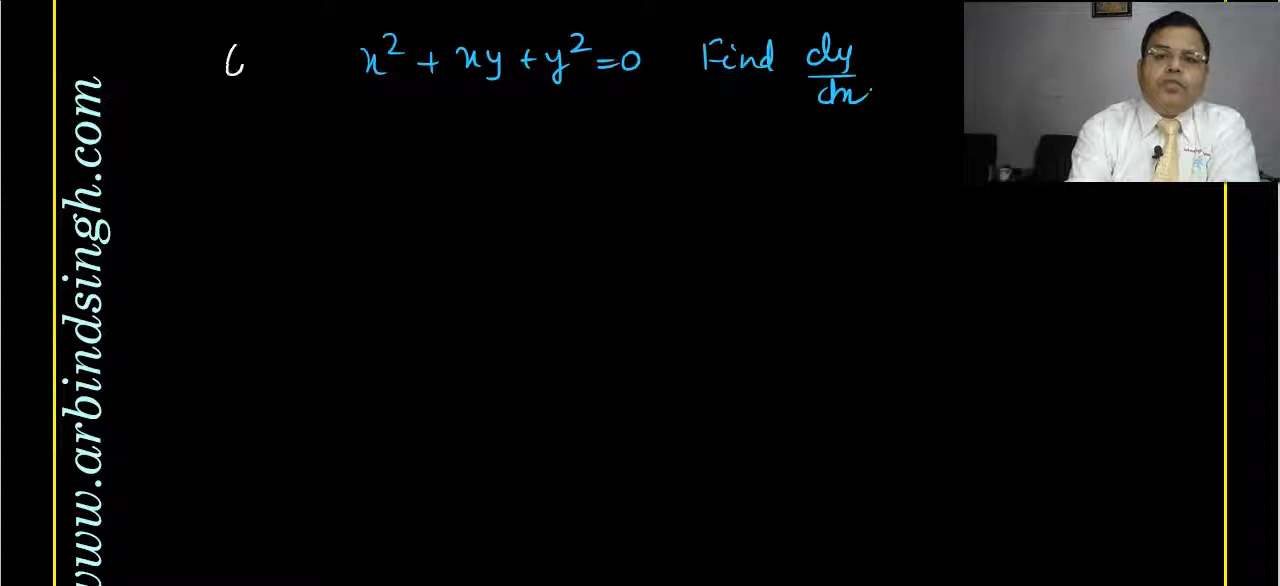 ( x² + xy + y² = 0 Find dy/dx
www.arbindsingh.com